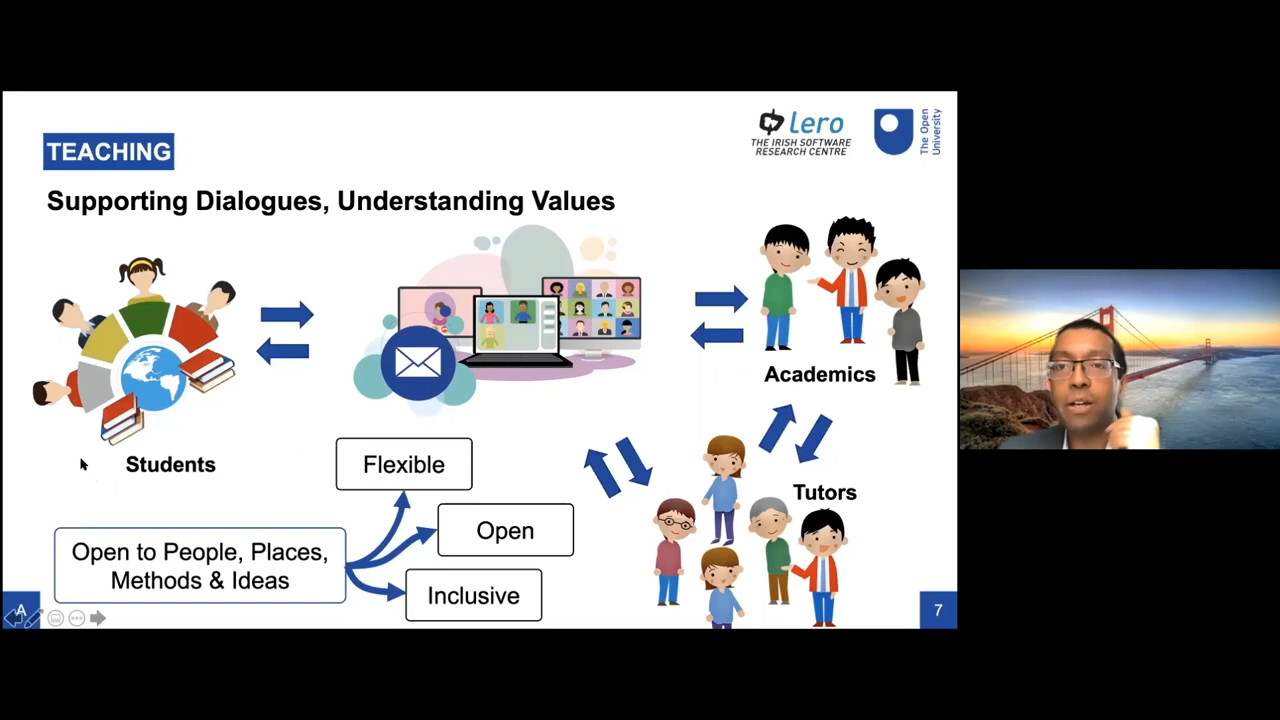 TEACHING
lero
THE IRISH SOFTWARE
RESEARCH CENTRE
The Open
University
Supporting Dialogues, Understanding Values
Academics
Students
Flexible
Tutors
Open
Open to People, Places,
Methods & Ideas
Inclusive
A
7